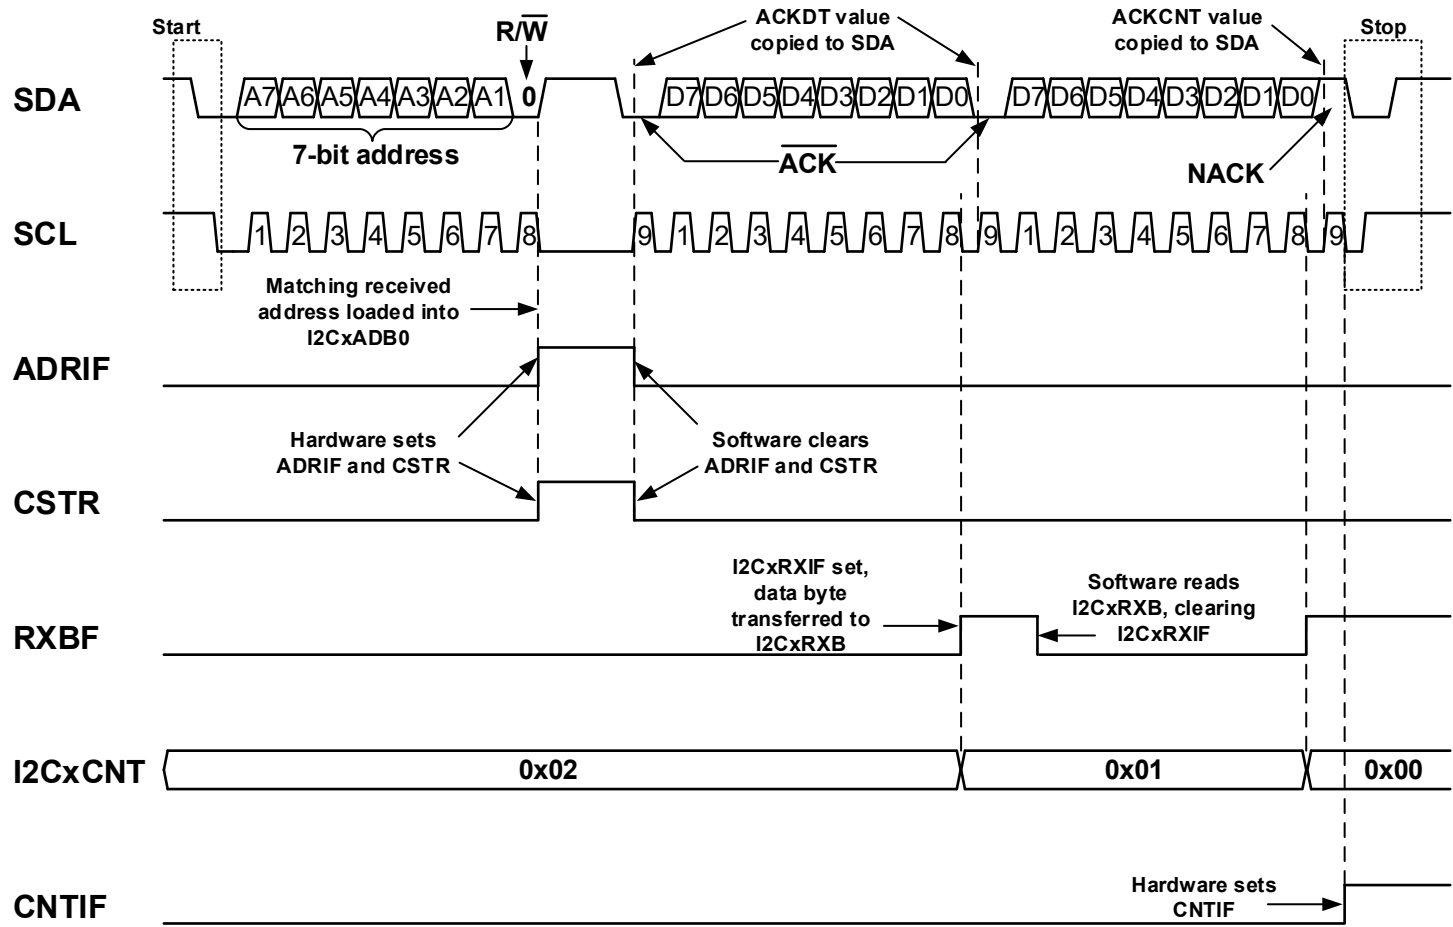 Start
R/W
ACKDT value
copied to SDA
ACKCNT value
copied to SDA
Stop
SDA
A7 A6 A5 A4 A3 A2 A1 0
D7 D6 D5 D4 D3 D2 D1 D0
D7 D6 D5 D4 D3 D2 D1 D0
7-bit address
ACK
NACK
SCL
1 2 3 4 5 6 7 8
9 1 2 3 4 5 6 7 8
9 1 2 3 4 5 6 7 8
9
Matching received
address loaded into
I2CxADB0
ADRIF
Hardware sets
ADRIF and CSTR
Software clears
ADRIF and CSTR
CSTR
I2CxRXIF set,
data byte
transferred to
I2CxRXB
Software reads
I2CxRXB, clearing
I2CxRXIF
RXBF
I2CxCNT
0x02
0x01
0x00
Hardware sets
CNTIF
CNTIF